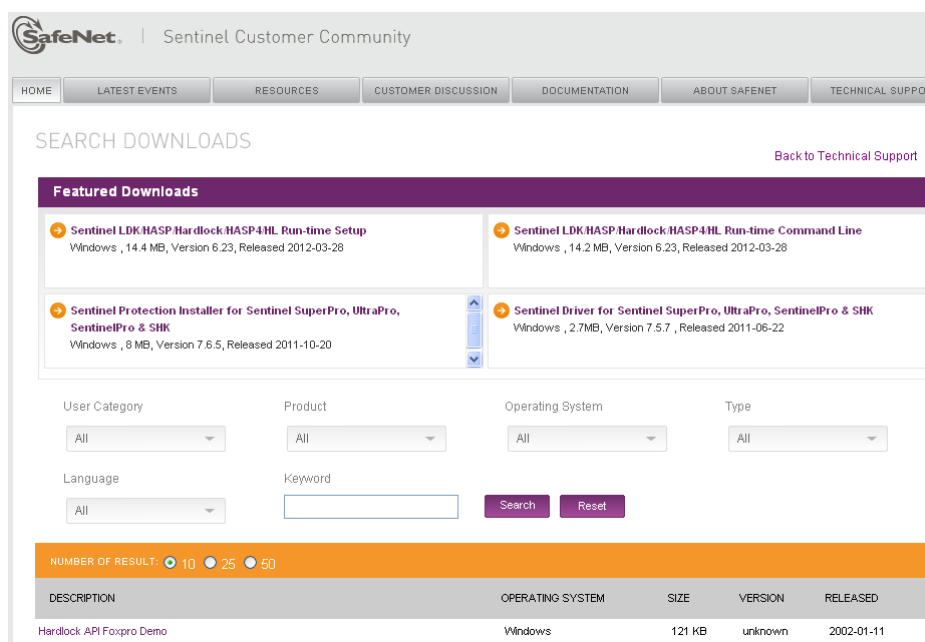 SafeNet. | Sentinel Customer Community
HOME LATEST EVENTS RESOURCES CUSTOMER DISCUSSION DOCUMENTATION ABOUT SAFENET TECHNICAL SUPPO
SEARCH DOWNLOADS
Back to Technical Support
Featured Downloads
Sentinel LDK/HASP/Hardlock/HASP4/HL Run-time Setup
Windows , 14.4 MB, Version 6.23, Released 2012-03-28
Sentinel LDK/HASP/Hardlock/HASP4/HL Run-time Command Line
Windows , 14.2 MB, Version 6.23, Released 2012-03-28
Sentinel Protection Installer for Sentinel SuperPro, UltraPro,
SentinelPro & SHK
Windows , 8 MB, Version 7.6.5, Released 2011-10-20
Sentinel Driver for Sentinel SuperPro, UltraPro, SentinelPro & SHK
Windows , 2.7MB, Version 7.5.7 , Released 2011-06-22
User Category Product Operating System Type
All All All All
Language Keyword
All Search Reset
NUMBER OF RESULT: 10 25 50
DESCRIPTION OPERATING SYSTEM SIZE VERSION RELEASED
Hardlock API Foxpro Demo Windows 121 KB unknown 2002-01-11